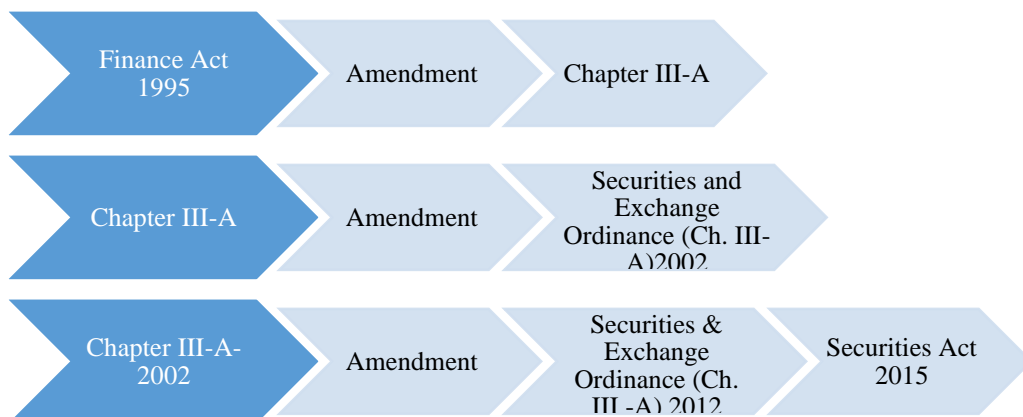 Finance Act
1995
Amendment
Chapter III-A
Chapter III-A
Amendment
Securities and
Exchange
Ordinance (Ch. III-
A)2002
Chapter III-A-
2002
Amendment
Securities &
Exchange
Ordinance (Ch.
III -A) 2012
Securities Act
2015